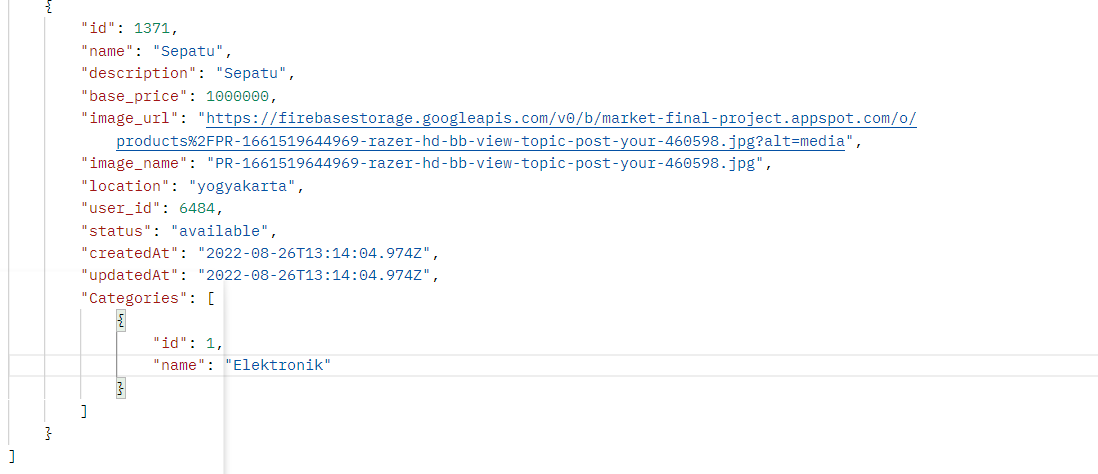 {
"id": 1371,
"name": "Sepatu",
"description": "Sepatu",
"base_price": 1000000,
"image_url": "https://firebasestorage.googleapis.com/v0/b/market-final-project.appspot.com/o/
products%2FPR-1661519644969-razer-hd-bb-view-topic-post-your-460598.jpg?alt=media",
"image_name": "PR-1661519644969-razer-hd-bb-view-topic-post-your-460598.jpg",
"location": "yogyakarta",
"user_id": 6484,
"status": "available",
"createdAt": "2022-08-26T13:14:04.974Z",
"updatedAt": "2022-08-26T13:14:04.974Z",
"Categories": [
{
"id": 1,
"name": "Elektronik"
}
]
}
]